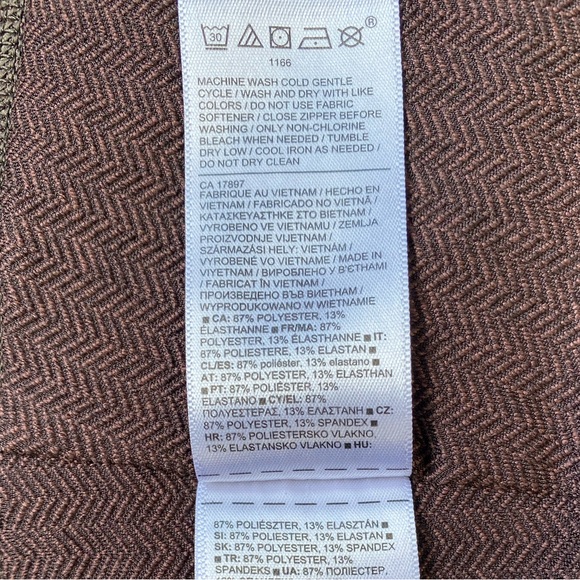 30 ®
1166
MACHINE WASH COLD GENTLE
CYCLE / WASH AND DRY WITH LIKE
COLORS / DO NOT USE FABRIC
SOFTENER / CLOSE ZIPPER BEFORE
WASHING / ONLY NON-CHLORINE
BLEACH WHEN NEEDED / TUMBLE
DRY LOW / COOL IRON AS NEEDED /
DO NOT DRY CLEAN
CA 17897
FABRIQUE AU VIETNAM / HECHO EN
VIETNAM / FABRICADO NO VIETNÃ /
ΚΑΤΑΣΚΕΥΑΣΤΗΚΕ ΣΤΟ ΒΙΕΤΝΑΜ /
VYROBENO VE VIETNAMU / ZEMLJA
PROIZVODNJE VIJETNAM /
SZÁRMAZÁSI HELY: VIETNÁM /
VYROBENÉ VO VIETNAME / MADE IN
VIYETNAM / ВИРОБЛЕНО У В'ЄТНАМІ
/ FABRICAT ÎN VIETNAM /
ПРОИЗВЕДЕНО ВЪВ ВИЕТНАМ /
WYPRODUKOWANO W WIETNAMIE
■ CA: 87% POLYESTER, 13%
ÉLASTHANNE ■ FR/MA: 87%
POLYESTER, 13% ÉLASTHANNE ■ IT:
87% POLIESTERE, 13% ELASTAN ■
CL/ES: 87% poliéster, 13% elastano ■
AT: 87% POLYESTER, 13% ELASTHAN
■ PT: 87% POLIÉSTER, 13%
ELASTANO ■ CY/EL: 87%
ΠΟΛΥΕΣΤΕΡΑΣ, 13% ΕΛΑΣΤΑΝΗ ■ CZ:
87% POLYESTER, 13% SPANDEX ■
HR: 87% POLIESTERSKO VLAKNO,
13% ELASTANSKO VLAKNO ■ HU:
87% POLIÉSZTER, 13% ELASZTÁN ■
SI: 87% POLIESTER, 13% ELASTAN ■
SK: 87% POLYESTER, 13% SPANDEX
■ TR: 87% POLYESTER, 13%
SPANDEKS ■ UA: 87% ПОЛІЕСТЕР,